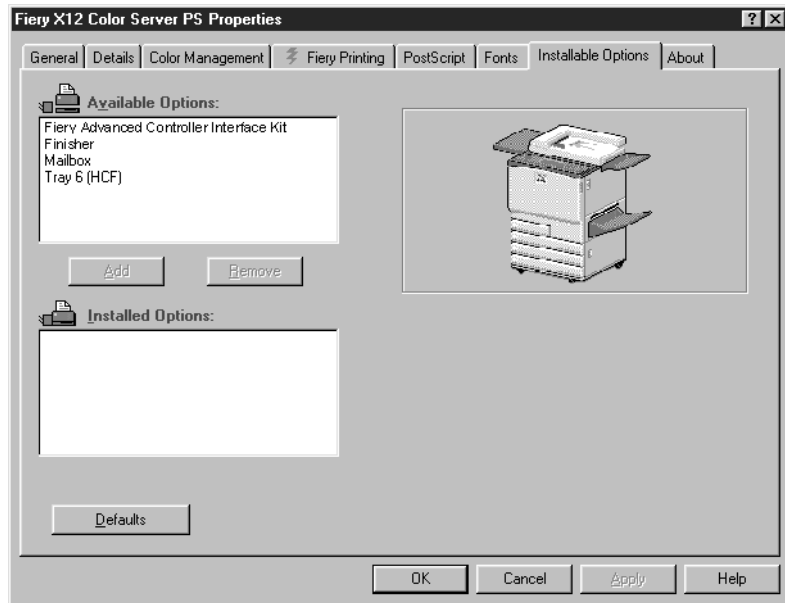 Fiery X12 Color Server PS Properties
General Details Color Management Fiery Printing PostScript Fonts Installable Options About
Available Options:
Fiery Advanced Controller Interface Kit
Finisher
Mailbox
Tray 6 (HCF)
Add Remove
Installed Options:
Defaults
OK Cancel Apply Help